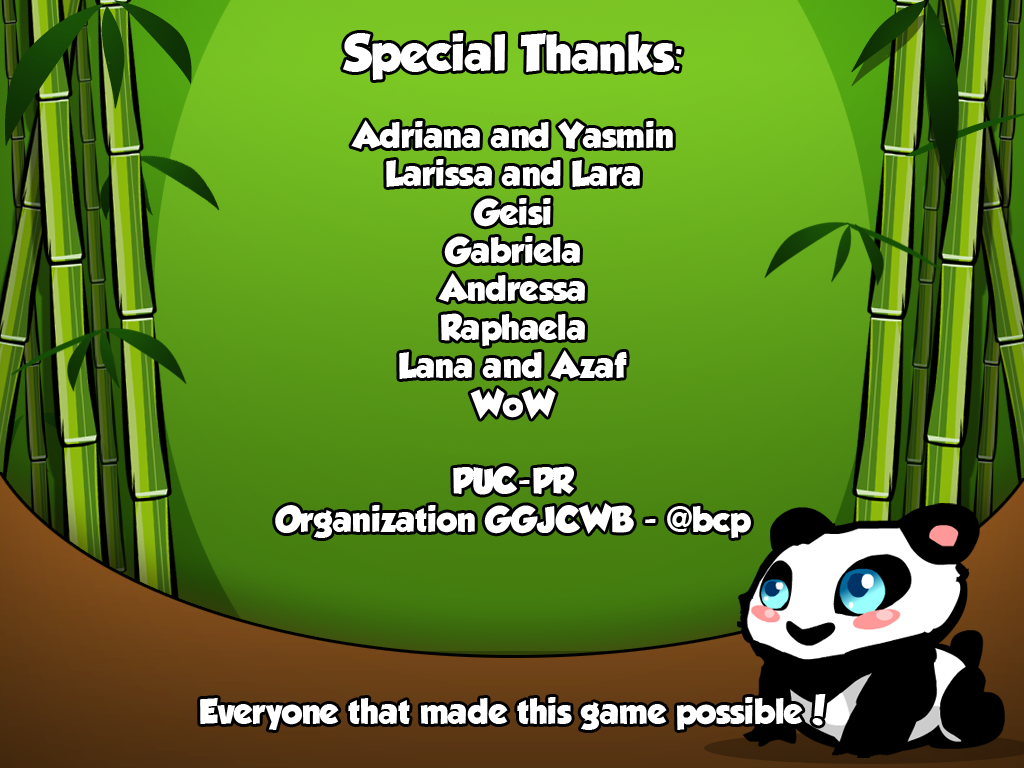 Special Thanks:
Adriana and Yasmin
Larissa and Lara
Geisi
Gabriela
Andressa
Raphaela
Lana and Azaf
WoW
PUC-PR
Organization GGJCWB - @bcp
Everyone that made this game possible!